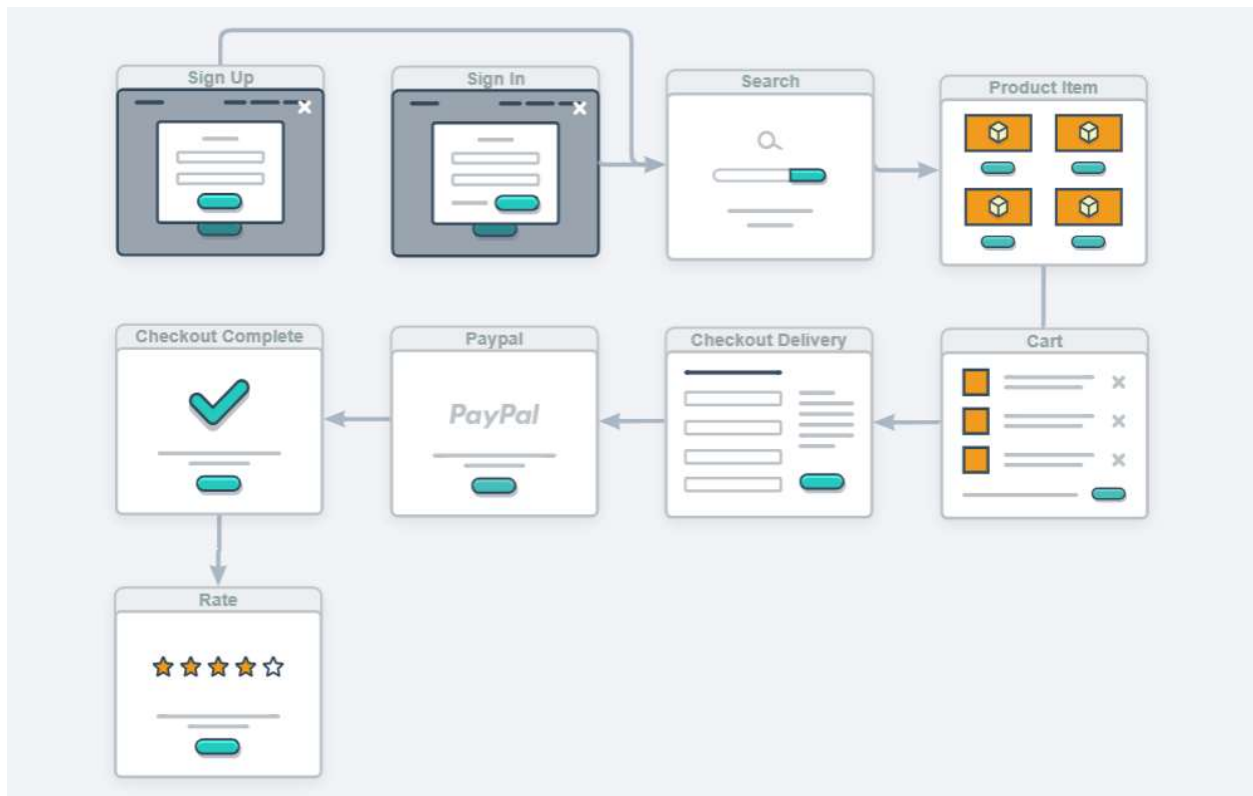 Sign Up
Sign In
Search
Product Item
Checkout Complete
Paypal
Checkout Delivery
Cart
PayPal
Rate